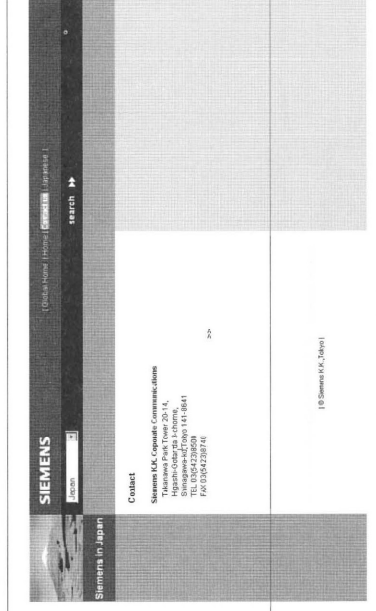 | Global Home | Home | Contact us | Japanese |
SIEMENS
Japan
search
Siemens in Japan
Contact
Siemens K.K. Corporate Communications
Takanawa Park Tower 20-14,
Higashi-Gotanda 3-chome,
Shinagawa-ku, Tokyo 141-8641
TEL 03(5423)8501
FAX 03(5423)8741
>>
| © Siemens K.K., Tokyo |